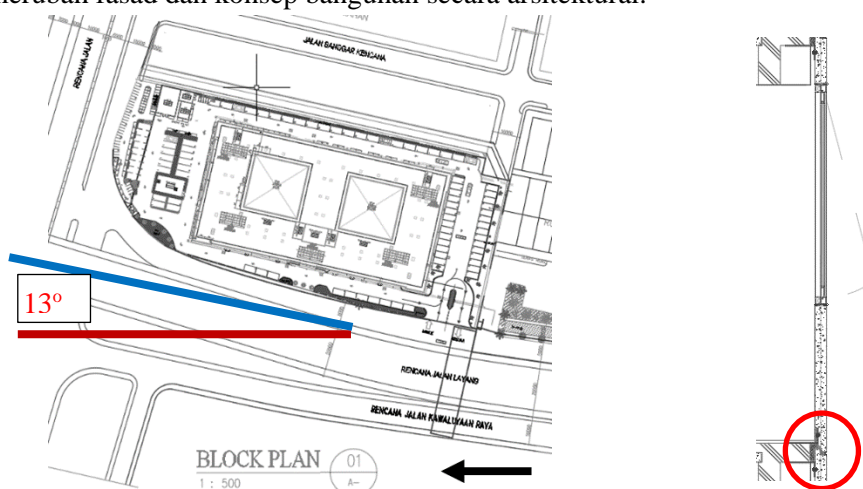 merubah fasad dan konsep bangunan secara arsitektural.
JALAN SANGGAR KENCANA
RENCANA JALAN
13°
RENCANA JALAN LAYANG
RENCANA JALAN KAWALUYAAN RAYA
BLOCK PLAN
01
1 : 500
A-